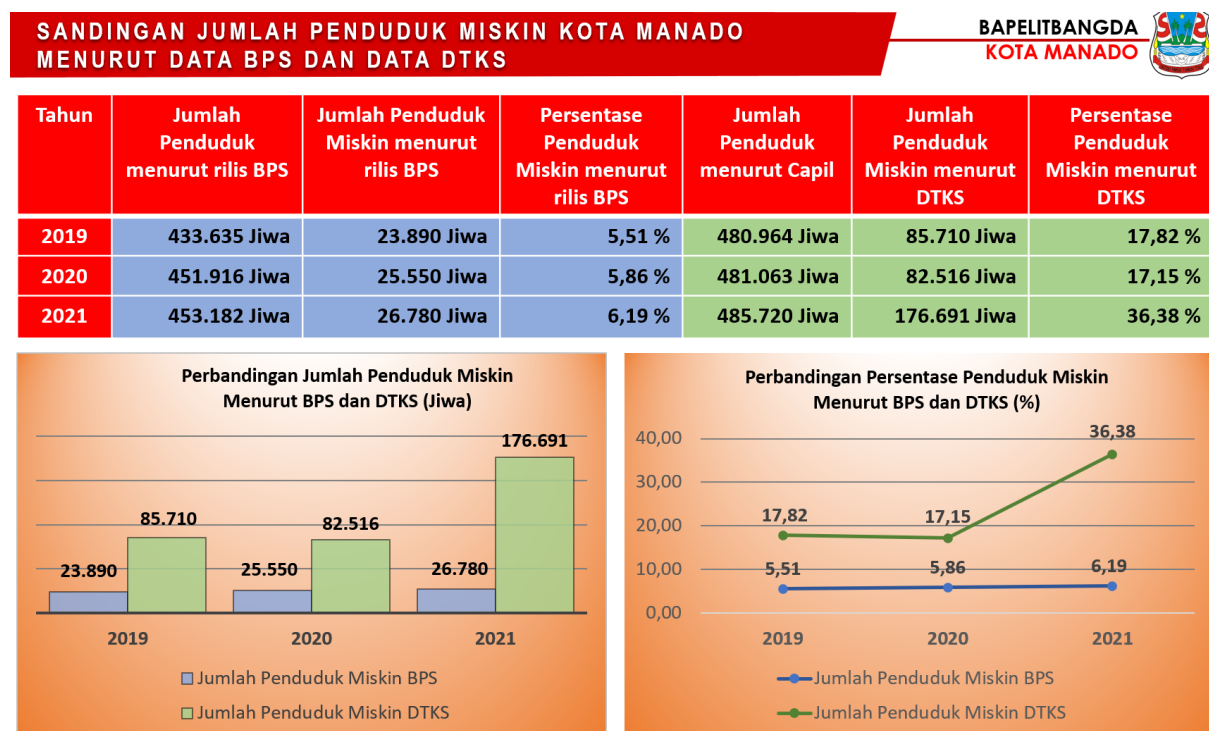 SANDINGAN JUMLAH PENDUDUK MISKIN KOTA MANADO
MENURUT DATA BPS DAN DATA DTKS
BAPELITBANGDA
KOTA MANADO
Tahun
Jumlah
Penduduk
menurut rilis BPS
Jumlah Penduduk
Miskin menurut
rilis BPS
Persentase
Penduduk
Miskin menurut
rilis BPS
Jumlah
Penduduk
menurut Capil
Jumlah
Penduduk
Miskin menurut
DTKS
Persentase
Penduduk
Miskin menurut
DTKS
2019 433.635 Jiwa 23.890 Jiwa 5,51 % 480.964 Jiwa 85.710 Jiwa 17,82 %
2020 451.916 Jiwa 25.550 Jiwa 5,86 % 481.063 Jiwa 82.516 Jiwa 17,15 %
2021 453.182 Jiwa 26.780 Jiwa 6,19 % 485.720 Jiwa 176.691 Jiwa 36,38 %
Perbandingan Jumlah Penduduk Miskin
Menurut BPS dan DTKS (Jiwa)
176.691
85.710
82.516
23.890
25.550
26.780
2019 2020 2021
Jumlah Penduduk Miskin BPS
Jumlah Penduduk Miskin DTKS
Perbandingan Persentase Penduduk Miskin
Menurut BPS dan DTKS (%)
40,00
36,38
30,00
20,00
17,82
17,15
10,00
5,51
5,86
6,19
0,00
2019 2020 2021
Jumlah Penduduk Miskin BPS
Jumlah Penduduk Miskin DTKS